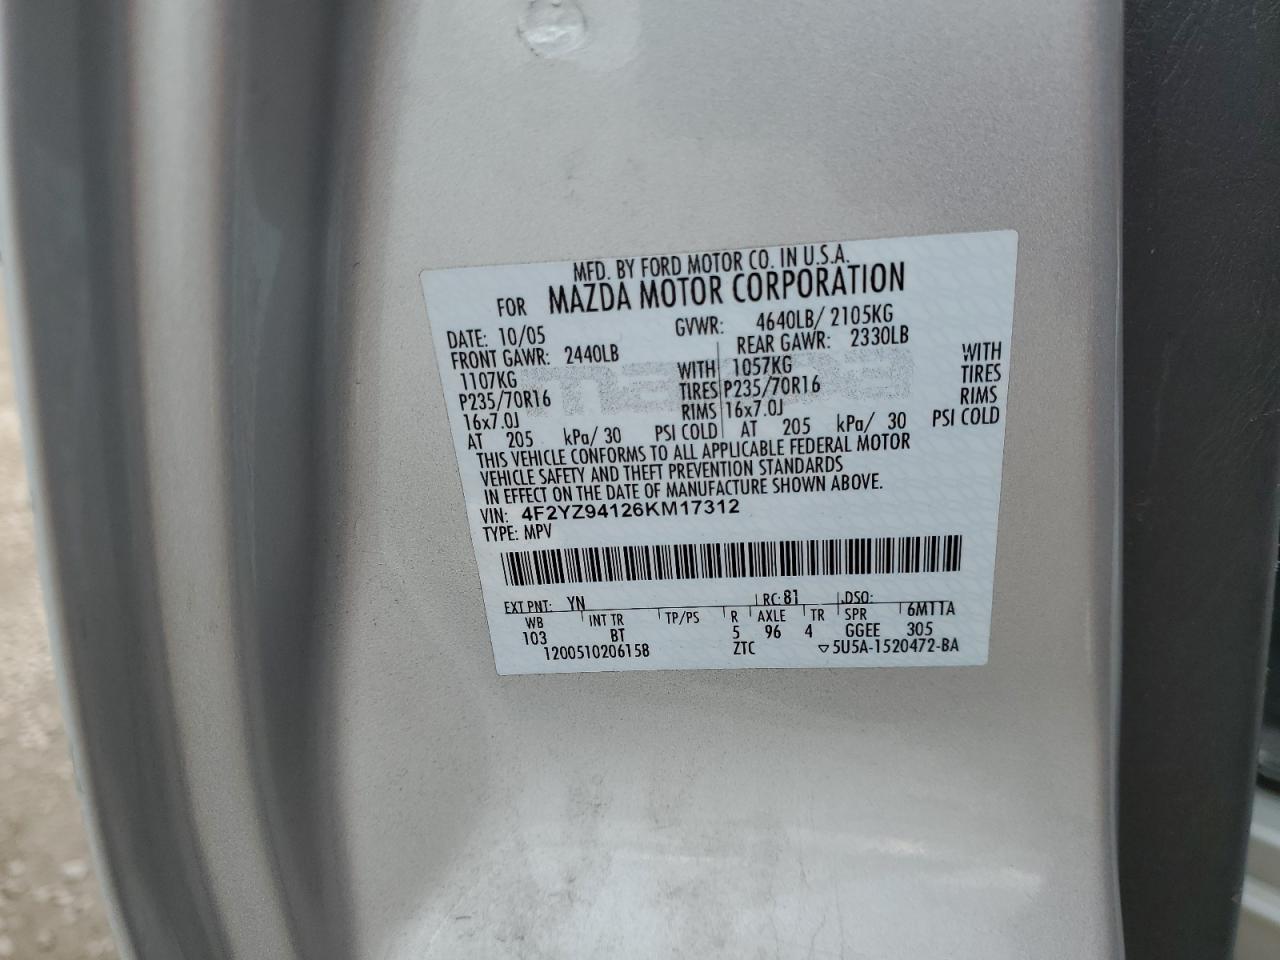 MFD. BY FORD MOTOR CO. IN U.S.A.
FOR MAZDA MOTOR CORPORATION
DATE: 10/05 GVWR: 4640LB/ 2105KG
FRONT GAWR: 2440LB REAR GAWR: 2330LB
1107KG WITH 1057KG WITH
P235/70R16 TIRES P235/70R16 TIRES
16x7.0J RIMS 16x7.0J RIMS
AT 205 kPa/ 30 PSI COLD AT 205 kPa/ 30 PSI COLD
THIS VEHICLE CONFORMS TO ALL APPLICABLE FEDERAL MOTOR
VEHICLE SAFETY AND THEFT PREVENTION STANDARDS
IN EFFECT ON THE DATE OF MANUFACTURE SHOWN ABOVE.
VIN: 4F2YZ94126KM17312
TYPE: MPV
EXT PNT: YN RC: 81 DSO:
WB INT TR TP/PS R AXLE TR SPR 6M11A
103 BT 5 96 4 GGEE 305
1200510206158 ZTC ▽5U5A-1520472-BA